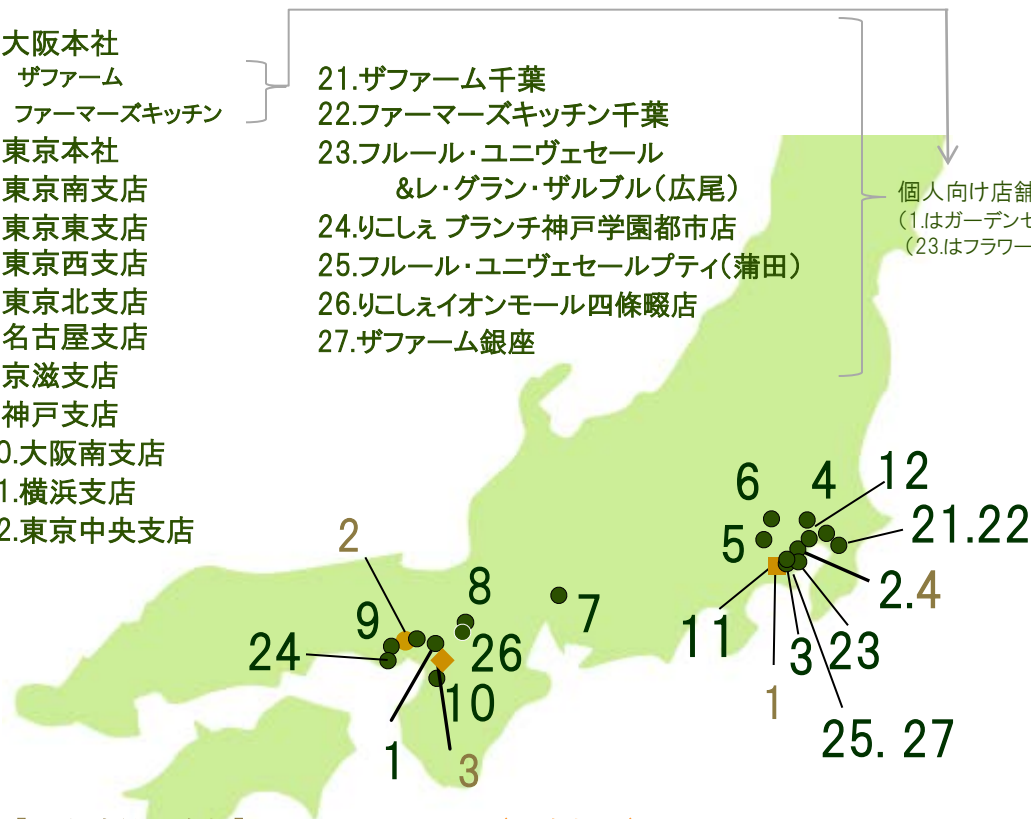 大阪本社
ザファーム
ファーマーズキッチン
東京本社
東京南支店
東京東支店
東京西支店
東京北支店
名古屋支店
京滋支店
神戸支店
0.大阪南支店
1.横浜支店
2.東京中央支店
21.ザファーム千葉
22.ファーマーズキッチン千葉
23.フルール・ユニヴェセール
&レ・グラン・ザルブル(広尾)
24.りこしぇ ブランチ神戸学園都市店
25.フルール・ユニヴェセールプティ(蒲田)
26.りこしぇイオンモール四條畷店
27.ザファーム銀座
個人向け店舗
(1.はガーデンセ
(23.はフラワー
6
4
12
5
21.22
2.4
11
3
23
1
25. 27
2
8
7
9
24
26
10
1
3